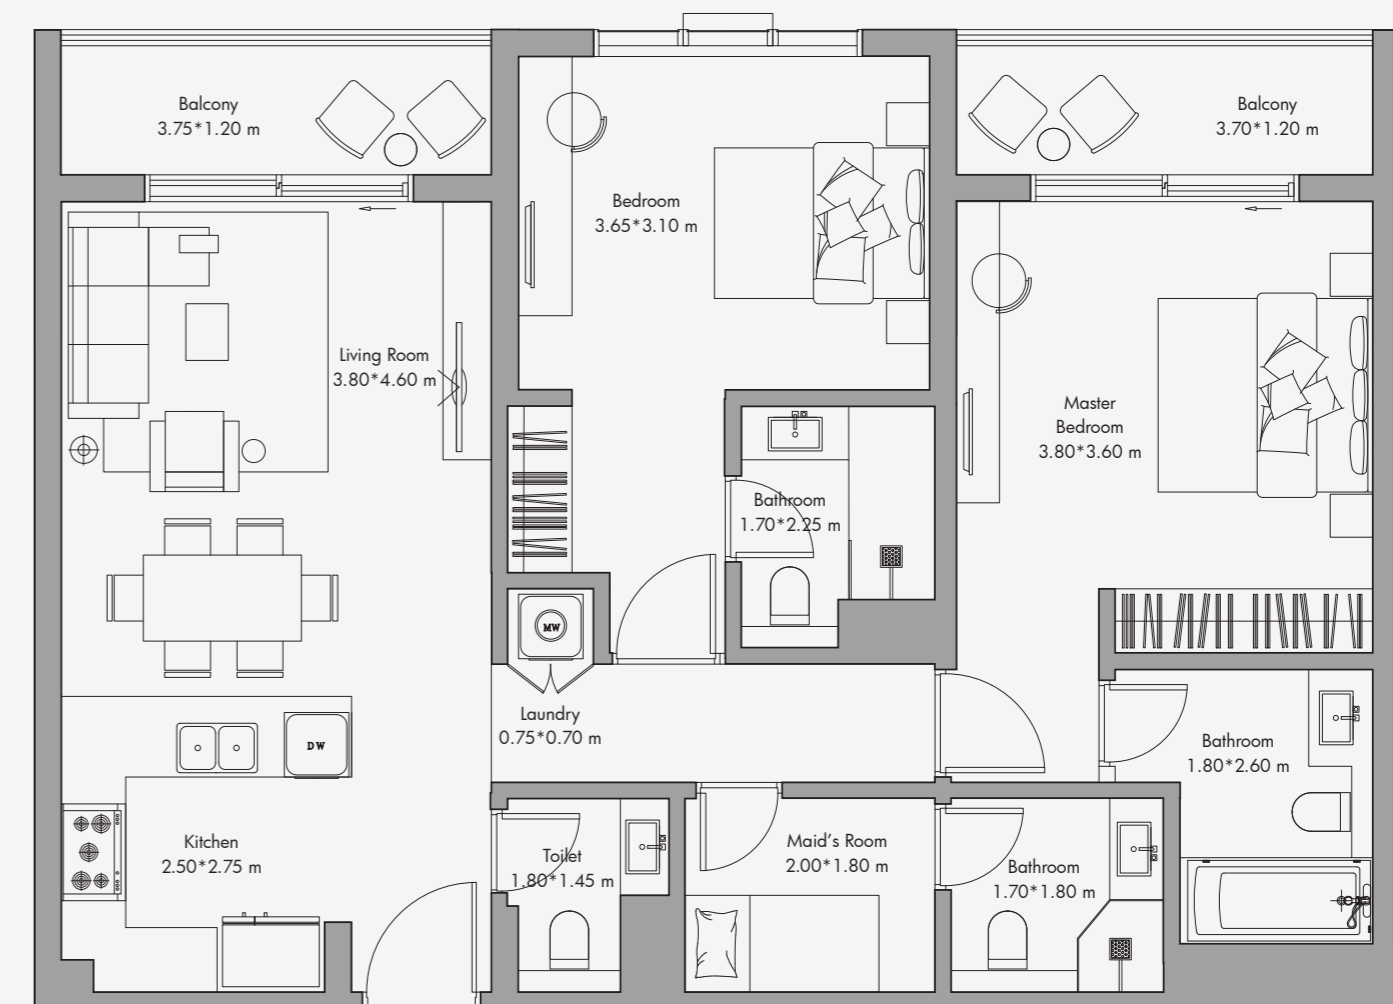 Balcony
3.75*1.20 m
Balcony
3.70*1.20 m
Bedroom
3.65*3.10 m
Living Room
3.80*4.60 m
Master
Bedroom
3.80*3.60 m
Bathroom
1.70*2.25 m
MW
Laundry
0.75*0.70 m
DW
Bathroom
1.80*2.60 m
Kitchen
2.50*2.75 m
Toilet
1.80*1.45 m
Maid's Room
2.00*1.80 m
Bathroom
1.70*1.80 m